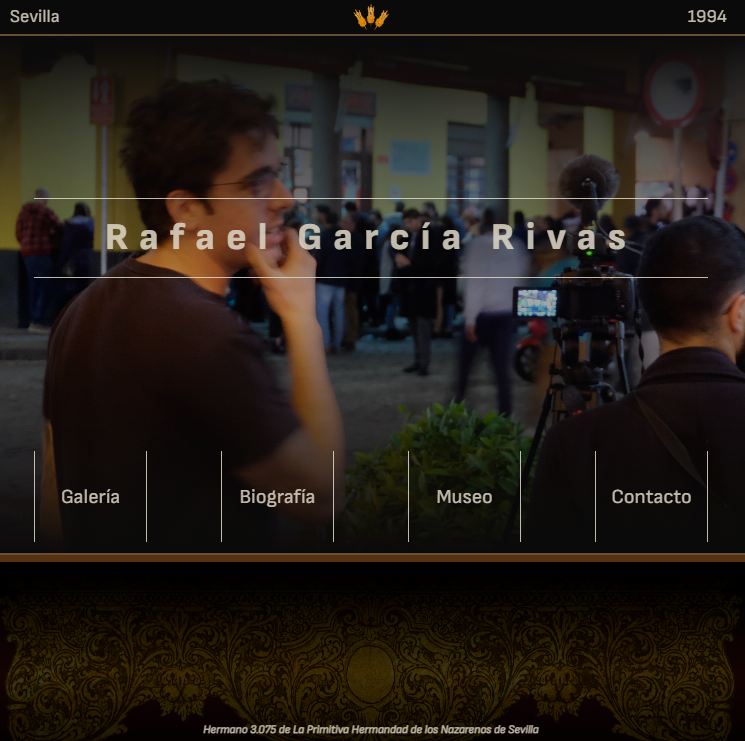 Sevilla
1994
Rafael García Rivas
Galería
Biografía
Museo
Contacto
Hermano 3.075 de La Primitiva Hermandad de los Nazarenos de Sevilla